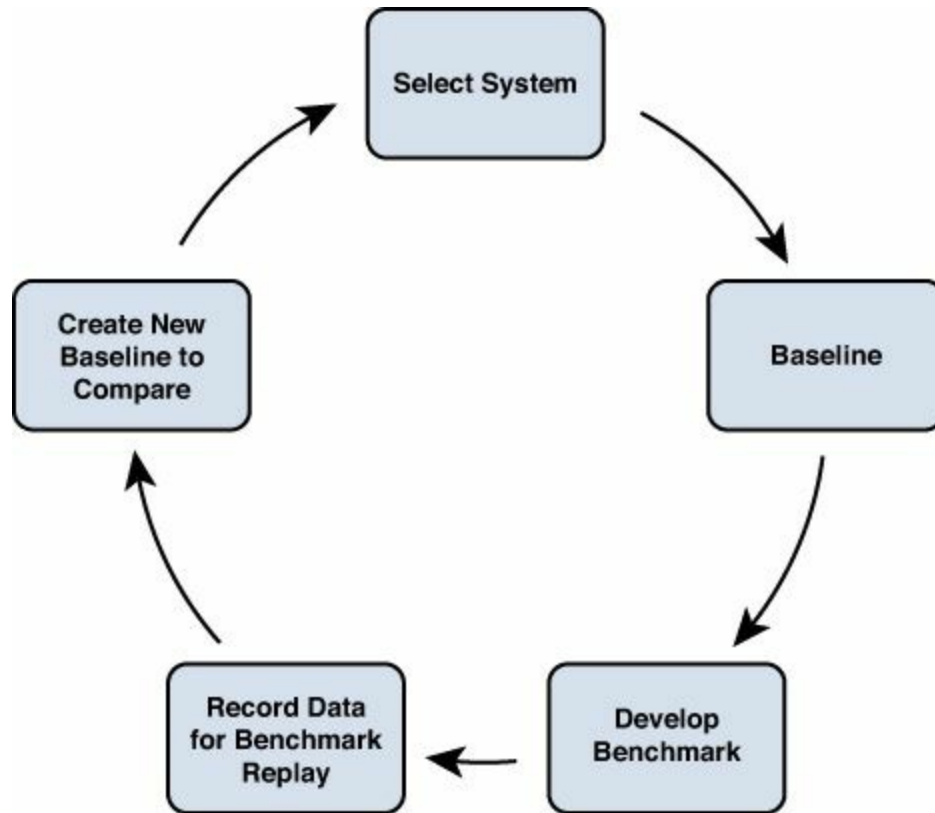 Select System
Baseline
Develop
Benchmark
Record Data
for Benchmark
Replay
Create New
Baseline to
Compare